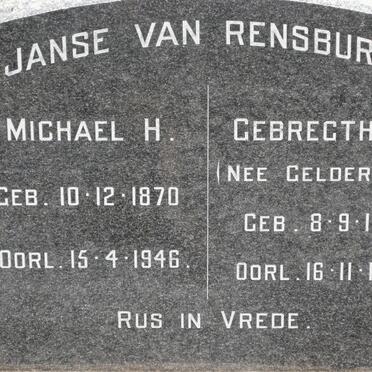 JANSE VAN RENSBUR
MICHAEL H.
GEB. 10·12·1870
OORL. 15·4·1946.
GEBRECTH
(NEE GELDER
GEB. 8·9·1
OORL. 16·11·1
RUS IN VREDE.